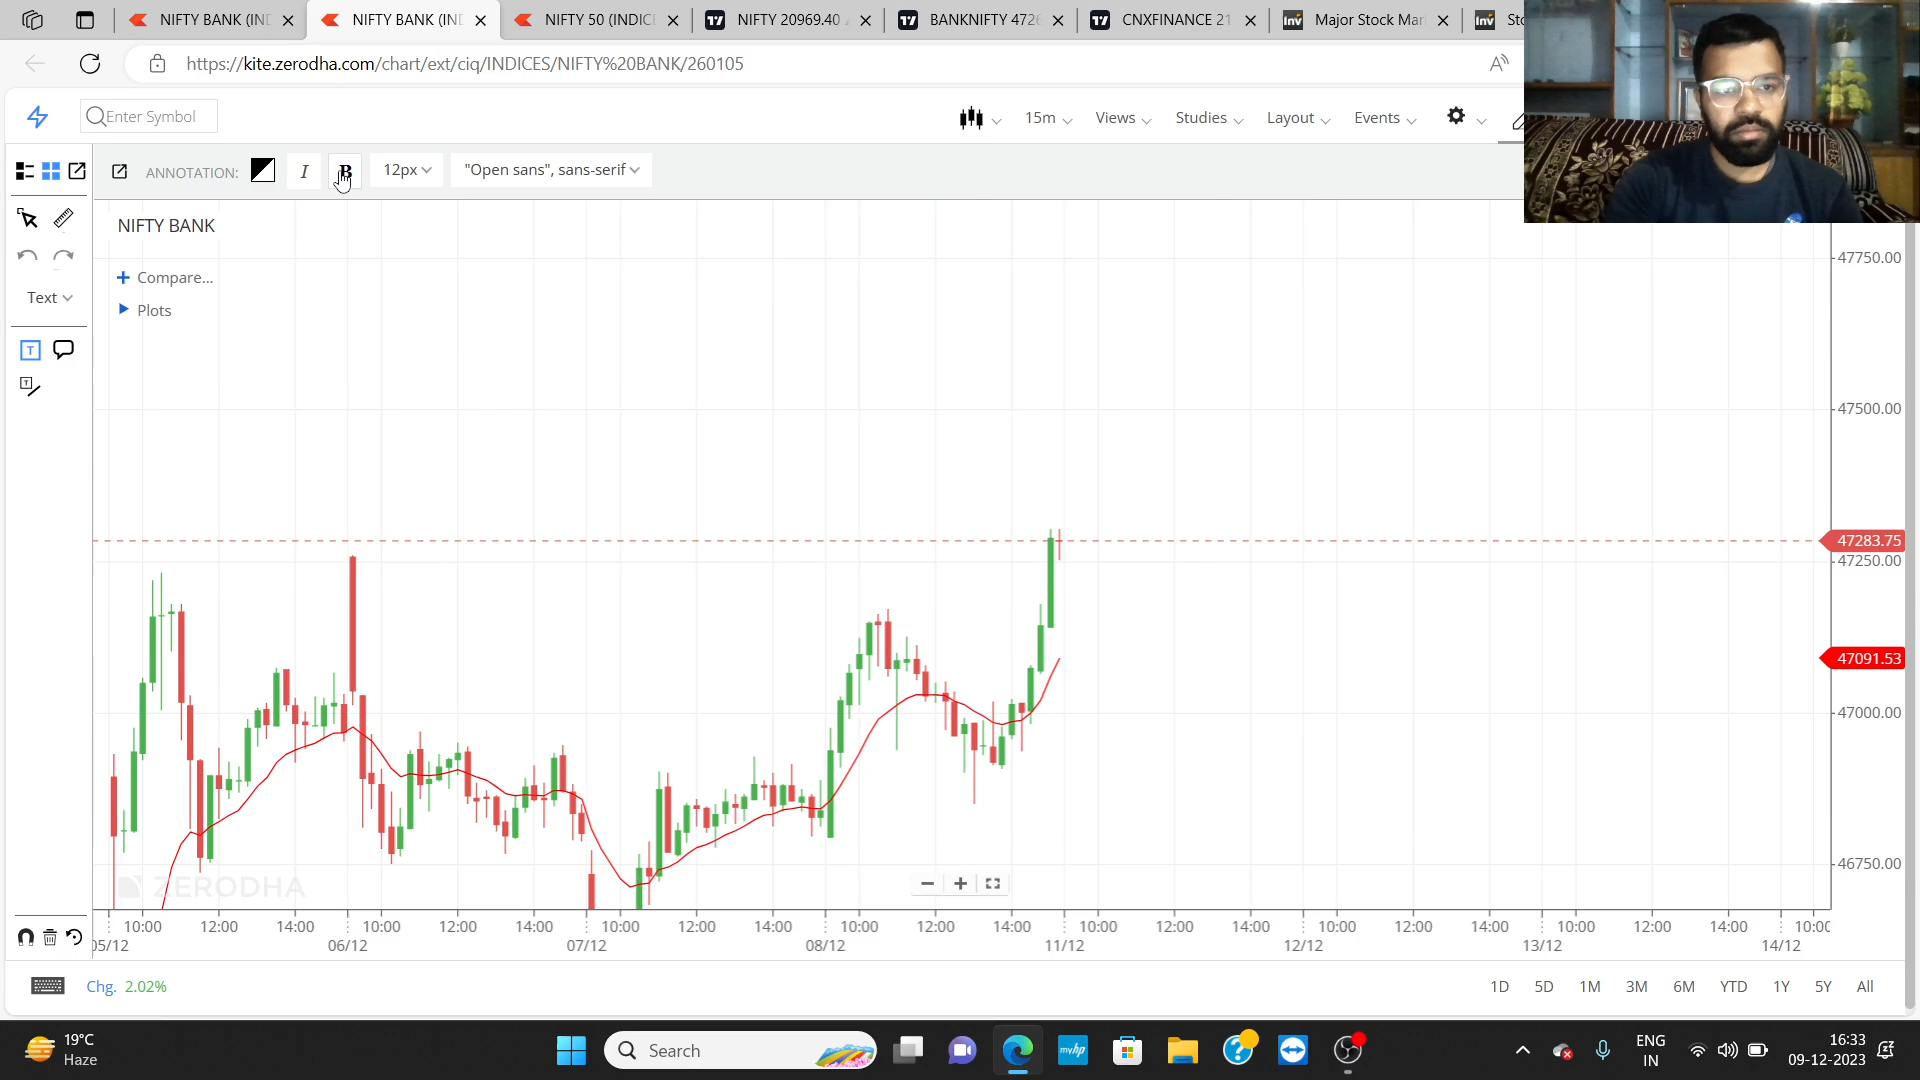 NIFTY BANK (IND
NIFTY BANK (IND
NIFTY 50 (INDIC
NIFTY 20969.40
BANKNIFTY 4726
CNXFINANCE 21
Inv Major Stock Mar
Inv Sto
https://kite.zerodha.com/chart/ext/ciq/INDICES/NIFTY%20BANK/260105
Enter Symbol
15m Views Studies Layout Events
ANNOTATION: I B 12px "Open sans", sans-serif
NIFTY BANK
+ Compare...
Plots
Text
T
T
47750.00
47500.00
47283.75
47250.00
47091.53
47000.00
46750.00
ZERODHA
10:00 12:00 14:00 10:00 12:00 14:00 10:00 12:00 14:00 10:00 12:00 14:00 10:00 12:00 14:00 10:00 12:00 14:00 10:00 12:00 14:00 10:00
05/12 06/12 07/12 08/12 11/12 12/12 13/12 14/12
Chg. 2.02%
1D 5D 1M 3M 6M YTD 1Y 5Y All
19°C
Haze
Search
myhp
ENG
IN
16:33
09-12-2023